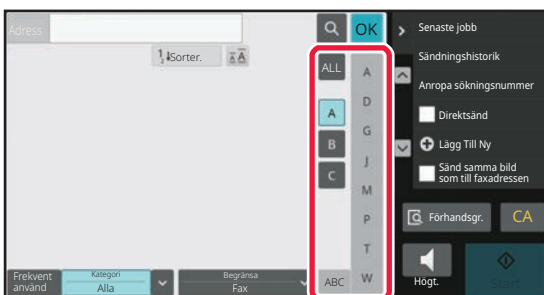 Adress
OK
Senaste jobb
Sorter.
Sändningshistorik
ALL
A
Anropa sökningsnummer
A
D
Direktsänd
B
G
Lägg Till Ny
C
J
Sänd samma bild
som till faxadressen
M
P
Förhandsgr.
CA
T
ABC
W
Högt.
Start
Frekvent
använd
Kategori
Alla
Begränsa
Fax